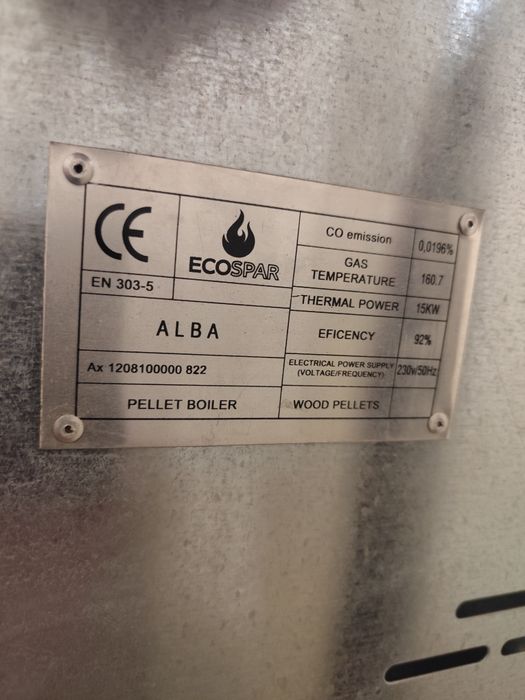 CE
ECOSPAR
EN 303-5
ALBA
Ax 1208100000 822
PELLET BOILER
CO emission 0,0196%
GAS
TEMPERATURE 160.7
THERMAL POWER 15KW
EFICENCY 92%
ELECTRICAL POWER SUPPLY
(VOLTAGE/FREQUENCY) 230w/50Hz
WOOD PELLETS